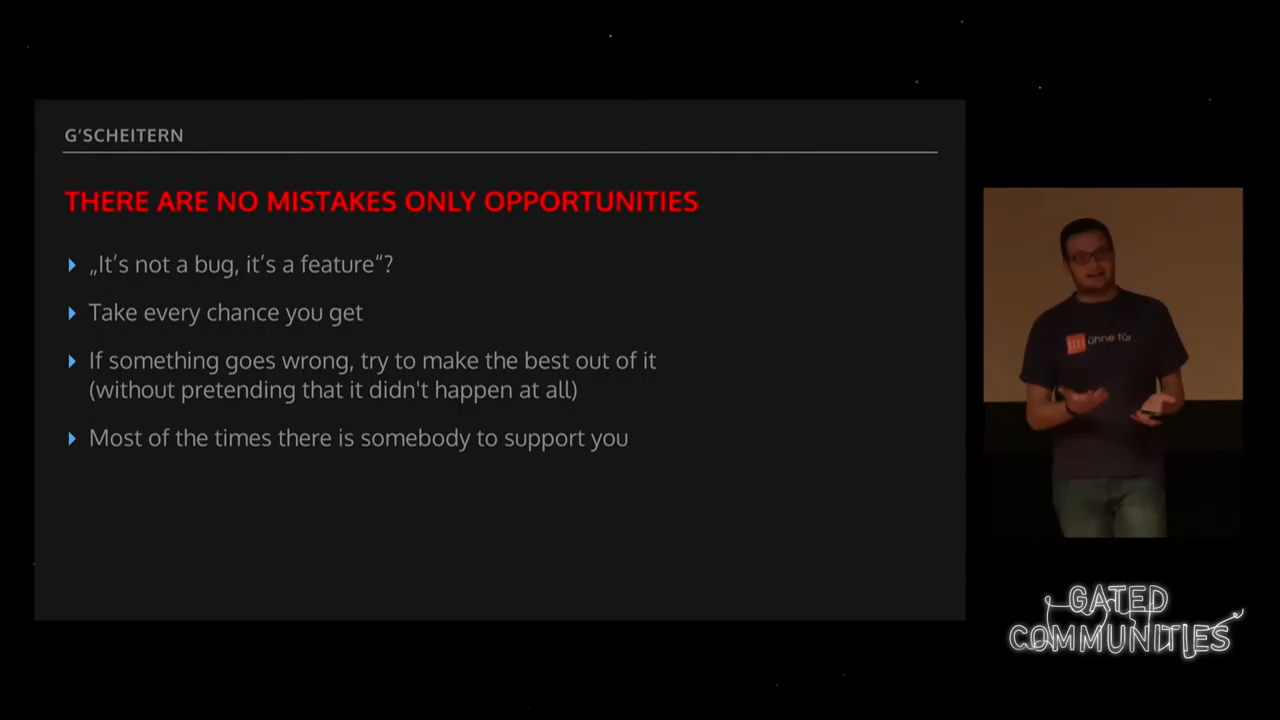 G'SCHEITERN
THERE ARE NO MISTAKES ONLY OPPORTUNITIES
„It's not a bug, it's a feature“?
Take every chance you get
If something goes wrong, try to make the best out of it
(without pretending that it didn't happen at all)
Most of the times there is somebody to support you
ühne für
GATED
COMMUNITIES